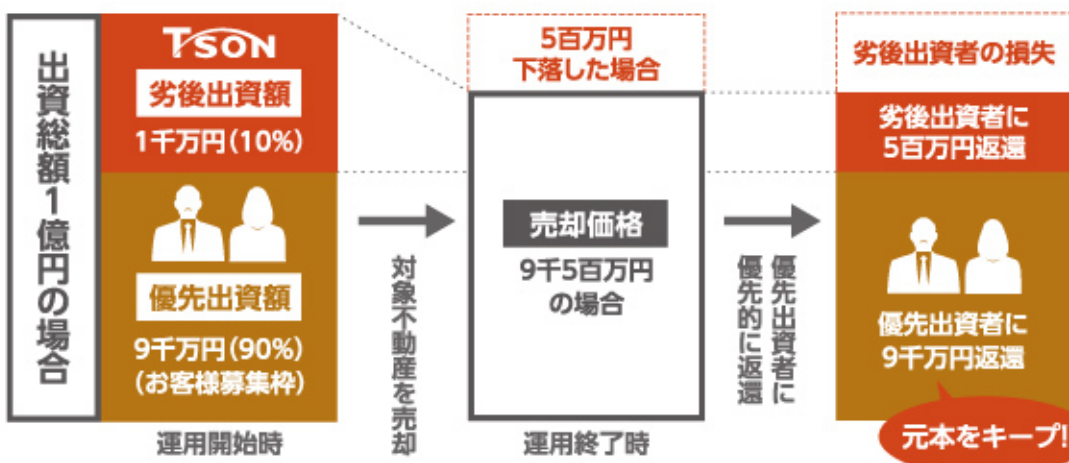 出資総額1億円の場合
TSON
劣後出資額
1千万円(10%)
優先出資額
9千万円(90%)
(お客様募集枠)
運用開始時
対象不動産を売却
5百万円
下落した場合
売却価格
9千5百万円
の場合
運用終了時
優先出資者に
優先的に返還
劣後出資者の損失
劣後出資者に
5百万円返還
優先出資者に
9千万円返還
元本をキープ!